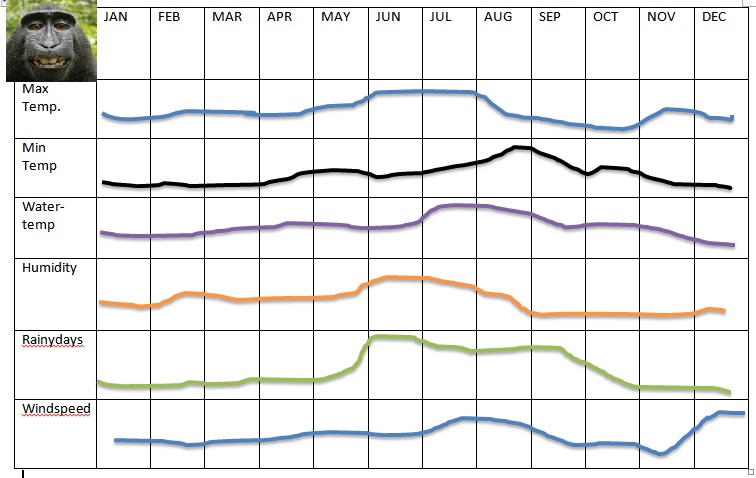 JAN FEB MAR APR MAY JUN JUL AUG SEP OCT NOV DEC
Max
Temp.
Min
Temp
Water-
temp
Humidity
Rainydays
Windspeed